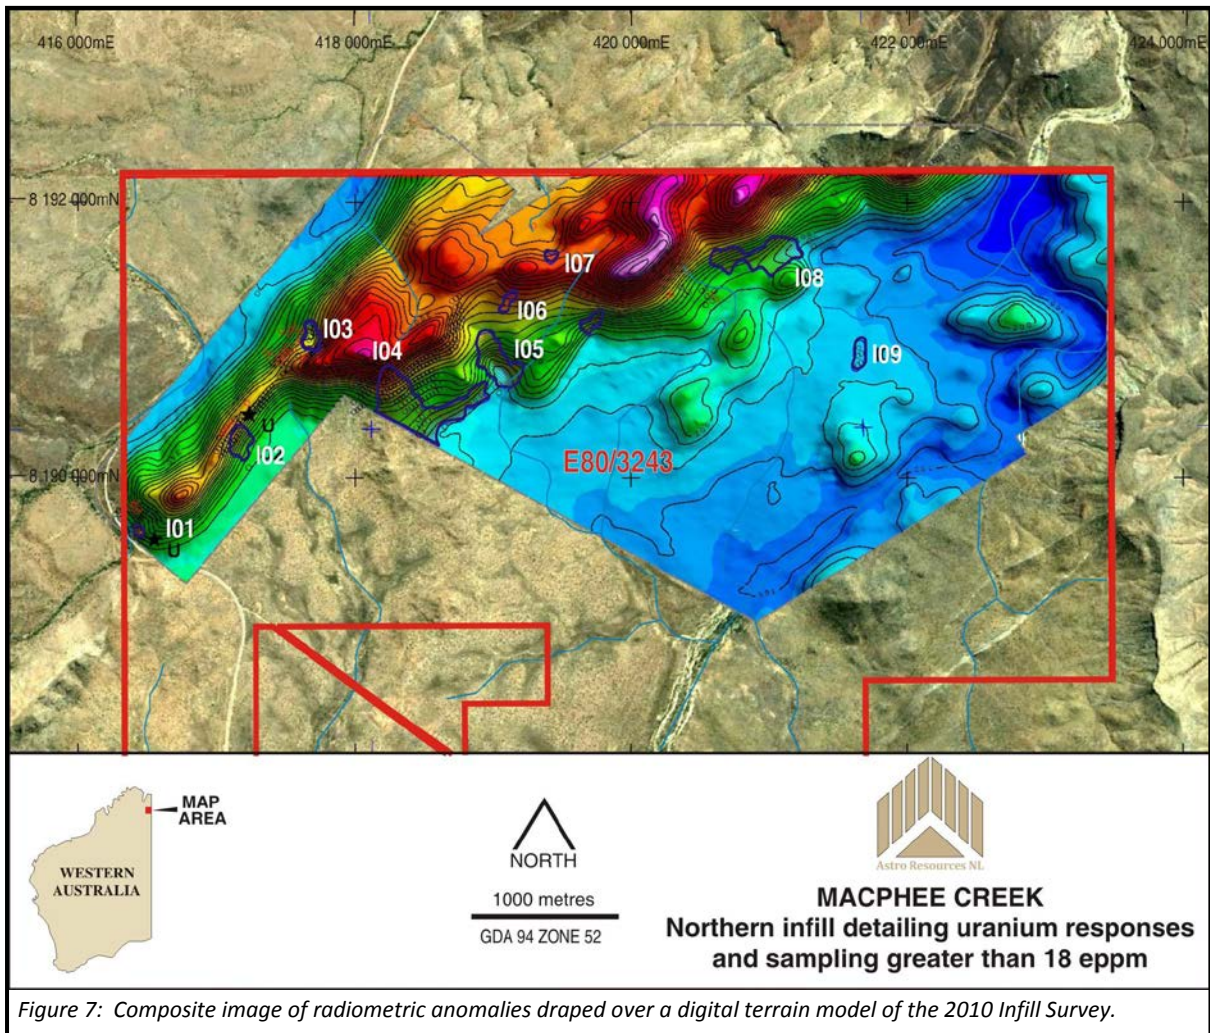 416 000mE 418 000mE 420 000mE 422 000mE 424 000mE
8 192 000mN
I07
I08
I06
I03
I04
I05
I09
U
I02
E80/3243
8 190 000mN
I01
U
MAP
AREA
WESTERN
AUSTRALIA
NORTH
1000 metres
GDA 94 ZONE 52
Astro Resources NL
MACPHEE CREEK
Northern infill detailing uranium responses
and sampling greater than 18 eppm
Figure 7: Composite image of radiometric anomalies draped over a digital terrain model of the 2010 Infill Survey.